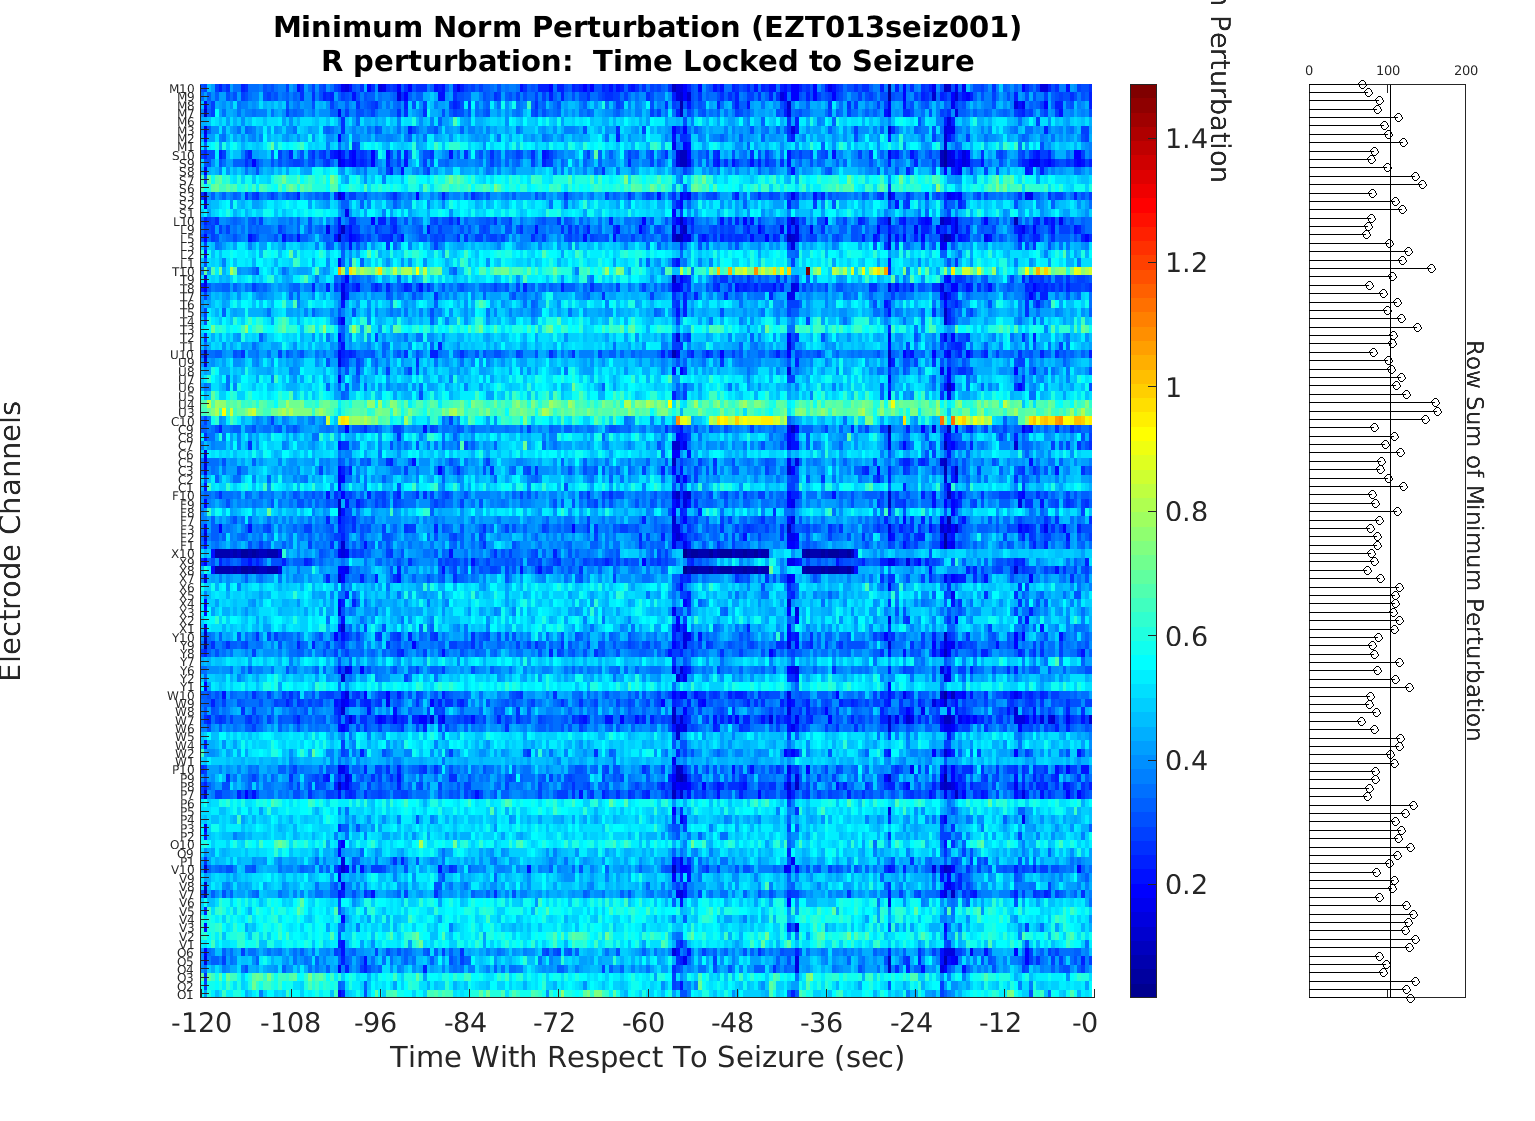 Minimum Norm Perturbation (EZT013seiz001)
R perturbation:  Time Locked to Seizure
Electrode Channels
M10
M9
M8
M7
M6
M3
M2
M1
S10
S9
S8
S7
S6
S3
S2
S1
L10
L9
L5
L3
L2
L1
T10
T9
T8
T7
T6
T5
T4
T3
T2
T1
U10
U9
U8
U7
U6
U5
U4
U3
C10
C9
C8
C7
C6
C5
C3
C2
C1
F10
F9
F8
F7
F3
F2
F1
X10
X9
X8
X7
X6
X5
X4
X3
X2
X1
Y10
Y9
Y8
Y7
Y6
Y2
Y1
W10
W9
W8
W7
W6
W5
W4
W2
W1
P10
P9
P8
P7
P6
P5
P4
P3
P2
O10
O9
P1
V10
V9
V8
V7
V6
V5
V4
V3
V2
V1
O6
O5
O4
O3
O2
O1
-120 -108 -96 -84 -72 -60 -48 -36 -24 -12 -0
Time With Respect To Seizure (sec)
1.4
1.2
1
0.8
0.6
0.4
0.2
Perturbation
0 100 200
Row Sum of Minimum Perturbation